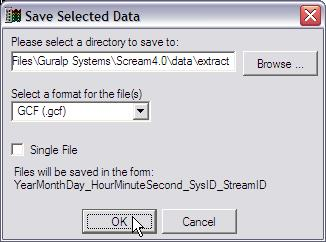 Save Selected Data
Please select a directory to save to:
Files\Guralp Systems\Scream4.0\data\extract
Browse ...
Select a format for the file(s)
GCF (.gcf)
Single File
Files will be saved in the form:
YearMonthDay_HourMinuteSecond_SysID_StreamID
OK
Cancel